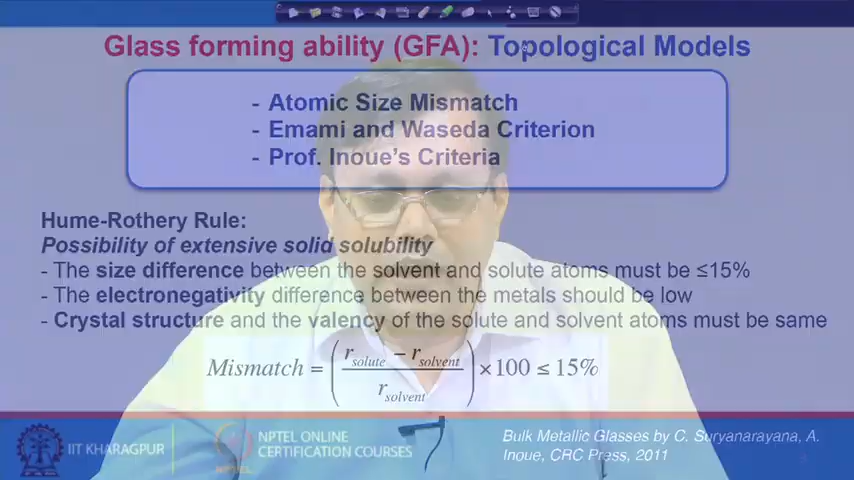 Glass forming ability (GFA): Topological Models
- Atomic Size Mismatch
- Emami and Waseda Criterion
- Prof. Inoue's Criteria
Hume-Rothery Rule:
Possibility of extensive solid solubility
- The size difference between the solvent and solute atoms must be ≤15%
- The electronegativity difference between the metals should be low
- Crystal structure and the valency of the solute and solvent atoms must be same
Mismatch = ( r_solute − r_solvent / r_solvent ) × 100 ≤ 15%
IIT KHARAGPUR
NPTEL ONLINE
CERTIFICATION COURSES
NPTEL
Bulk Metallic Glasses by C. Suryanarayana, A.
Inoue, CRC Press, 2011